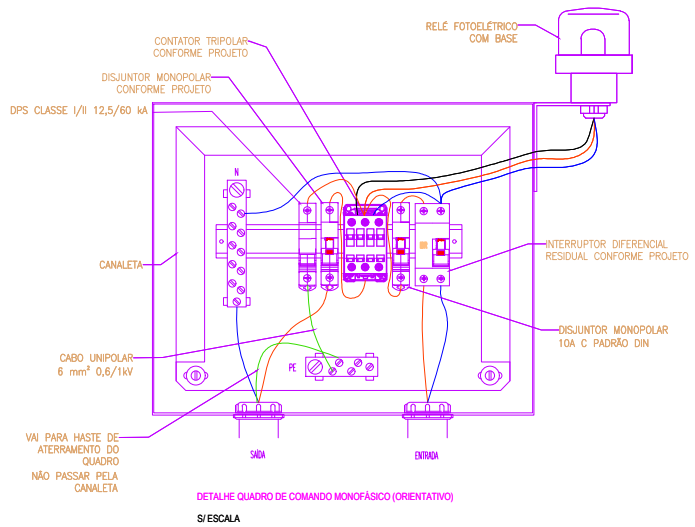 RELÉ FOTOELÉTRICO
COM BASE
CONTATOR TRIPOLAR
CONFORME PROJETO
DISJUNTOR MONOPOLAR
CONFORME PROJETO
DPS CLASSE I/II 12,5/60 kA
N
CANALETA
INTERRUPTOR DIFERENCIAL
RESIDUAL CONFORME PROJETO
DISJUNTOR MONOPOLAR
10A C PADRÃO DIN
CABO UNIPOLAR
6 mm² 0,6/1kV
PE
VAI PARA HASTE DE
ATERRAMENTO DO
QUADRO
NÃO PASSAR PELA
CANALETA
SAÍDA
ENTRADA
DETALHE QUADRO DE COMANDO MONOFÁSICO (ORIENTATIVO)
S/ ESCALA